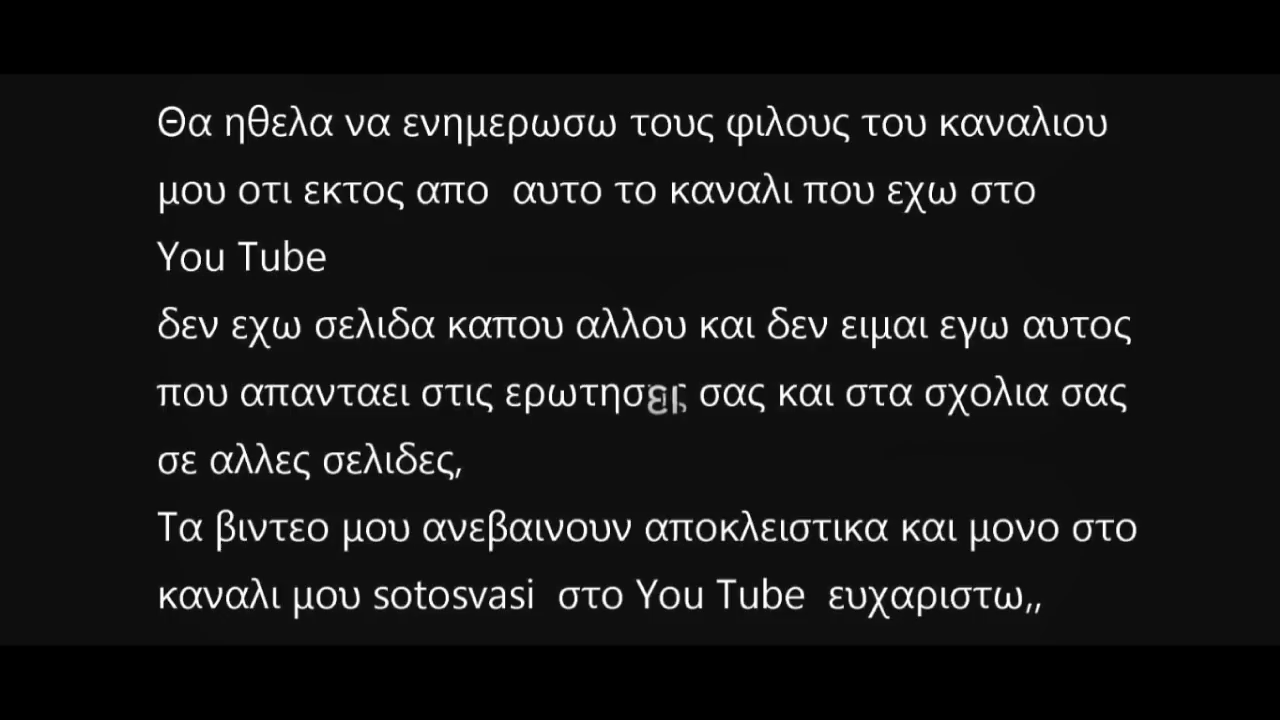 Θα ηθελα να ενημερωσω τους φιλους του καναλιου
μου οτι εκτος απο  αυτο το καναλι που εχω στο
You Tube
δεν εχω σελιδα καπου αλλου και δεν ειμαι εγω αυτος
που απανταει στις ερωτησεις σας και στα σχολια σας
σε αλλες σελιδες,
Τα βιντεο μου ανεβαινουν αποκλειστικα και μονο στο
καναλι μου sotosvasi  στο You Tube  ευχαριστω,,